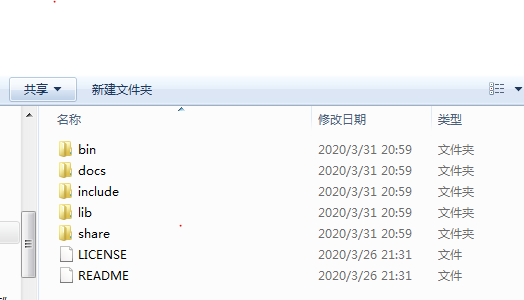 共享 新建文件夹
名称 修改日期 类型
bin 2020/3/31 20:59 文件夹
docs 2020/3/31 20:59 文件夹
include 2020/3/31 20:59 文件夹
lib 2020/3/31 20:59 文件夹
share 2020/3/31 20:59 文件夹
LICENSE 2020/3/26 21:31 文件
README 2020/3/26 21:31 文件